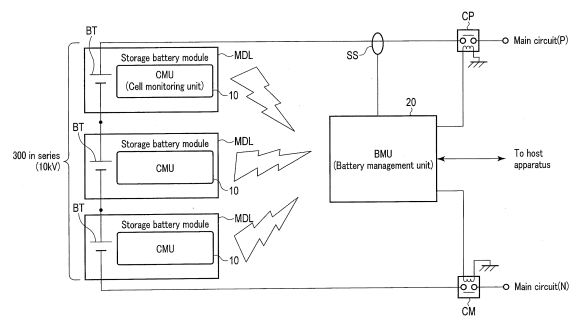 CP
BT
Main circuit(P)
Storage battery module
MDL
SS
CMU
(Cell monitoring unit)
10
20
BT
Storage battery module
MDL
300 in series
(10kV)
CMU
10
BMU
(Battery management unit)
To host
apparatus
BT
Storage battery module
MDL
CMU
10
Main circuit(N)
CM